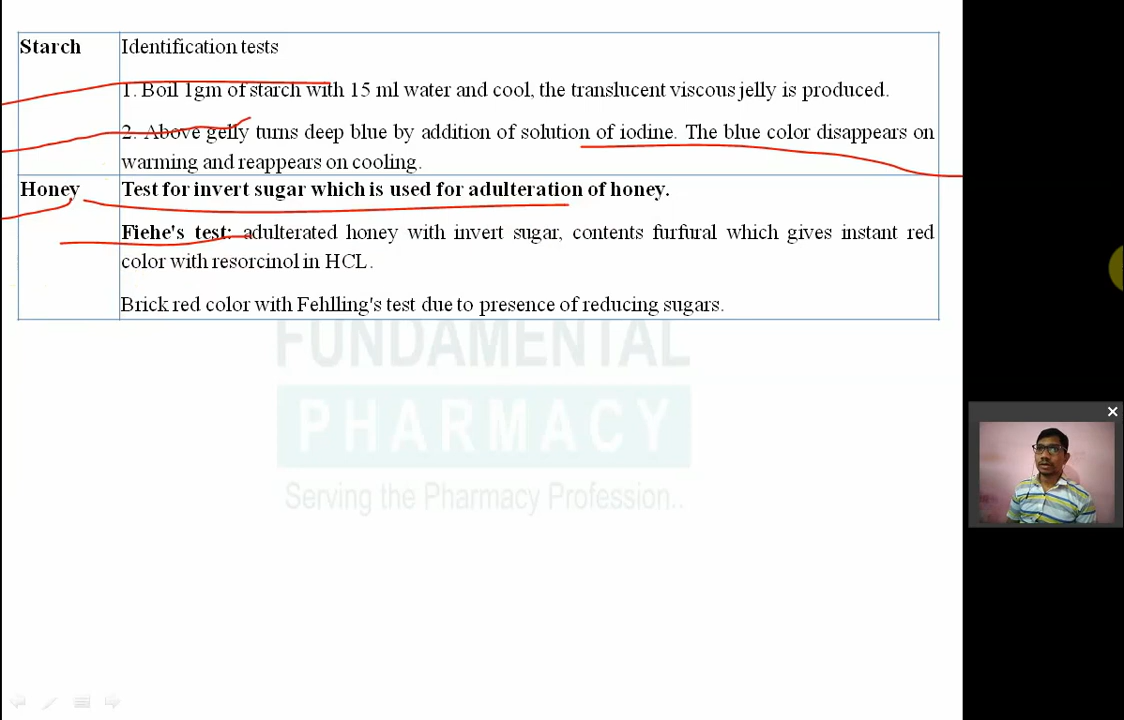 Starch
Identification tests
1. Boil 1gm of starch with 15 ml water and cool, the translucent viscous jelly is produced.
2. Above gelly turns deep blue by addition of solution of iodine. The blue color disappears on
warming and reappears on cooling.
Honey
Test for invert sugar which is used for adulteration of honey.
Fiehe's test: adulterated honey with invert sugar, contents furfural which gives instant red
color with resorcinol in HCL.
Brick red color with Fehlling's test due to presence of reducing sugars.
FUNDAMENTAL
PHARMACY
Serving the Pharmacy Profession..